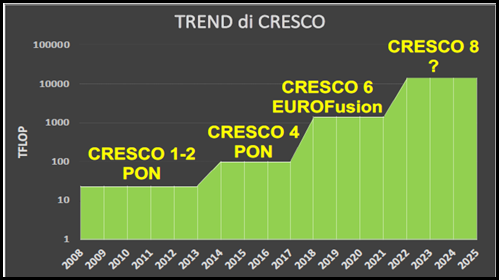 TREND di CRESCO
100000
10000
1000
100
10
1
TFLOP
CRESCO 1-2
PON
CRESCO 4
PON
CRESCO 6
EUROFusion
CRESCO 8
?
2008
2009
2010
2011
2012
2013
2014
2015
2016
2017
2018
2019
2020
2021
2022
2023
2024
2025